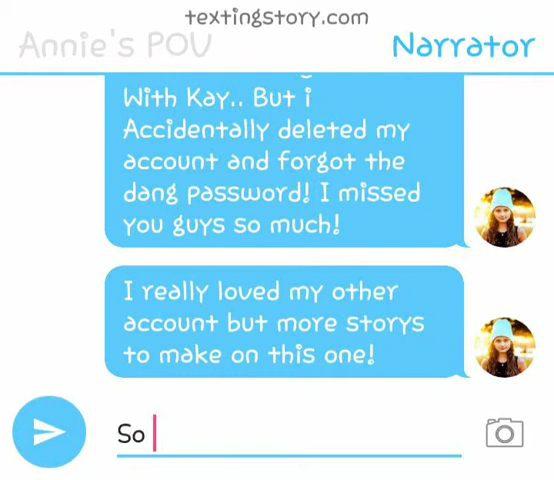 textingstory.com
Annie's POV
Narrator
With Kay.. But i
Accidentally deleted my
account and forgot the
dang password! I missed
you guys so much!
I really loved my other
account but more storys
to make on this one!
So